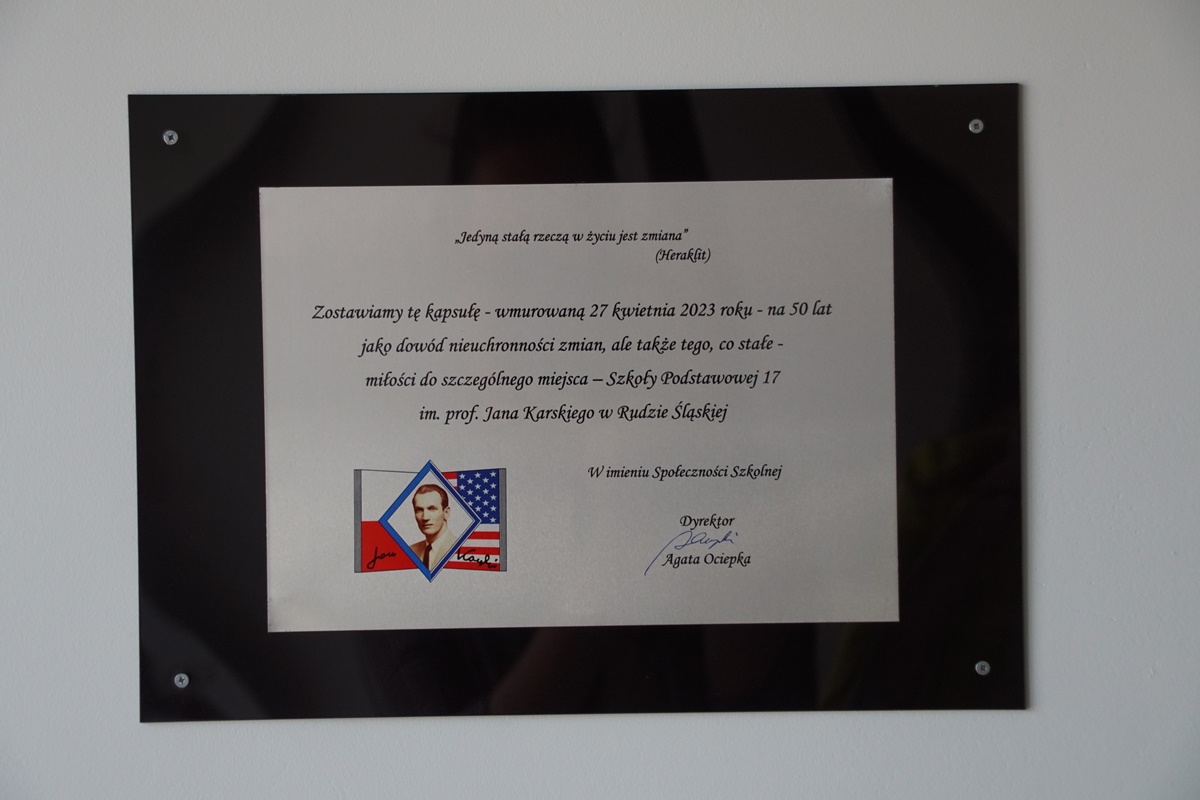 „Jedyną stałą rzeczą w życiu jest zmiana”
(Heraklit)
Zostawiamy tę kapsułę - wmurowaną 27 kwietnia 2023 roku - na 50 lat
jako dowód nieuchronności zmian, ale także tego, co stałe -
miłości do szczególnego miejsca – Szkoły Podstawowej 17
im. prof. Jana Karskiego w Rudzie Śląskiej
W imieniu Społeczności Szkolnej
Dyrektor
Agata Ociepka
Jan Karski